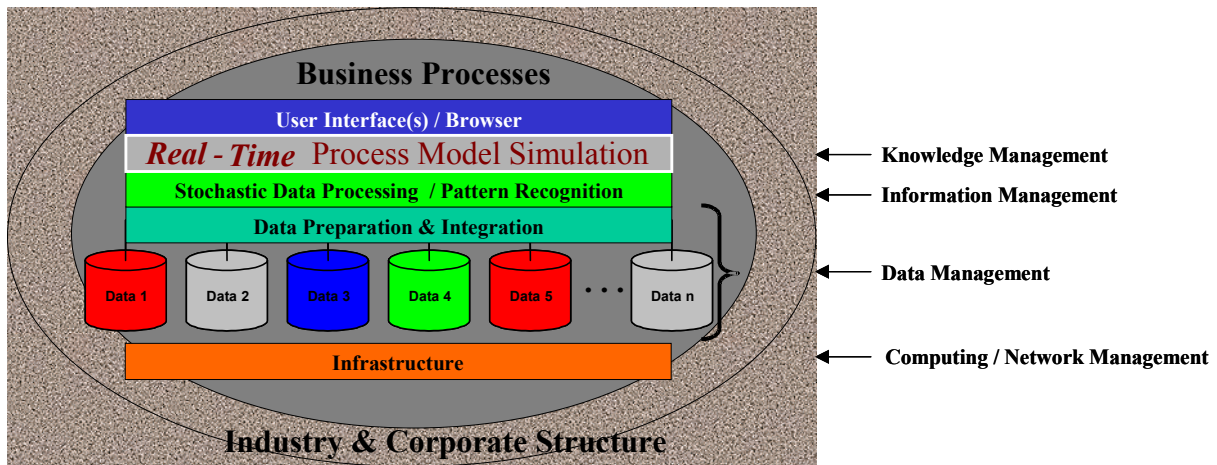 Business Processes
User Interface(s) / Browser
Real - Time Process Model Simulation
Knowledge Management
Stochastic Data Processing / Pattern Recognition
Information Management
Data Preparation & Integration
Data 1
Data 2
Data 3
Data 4
Data 5
...
Data n
Data Management
Infrastructure
Computing / Network Management
Industry & Corporate Structure